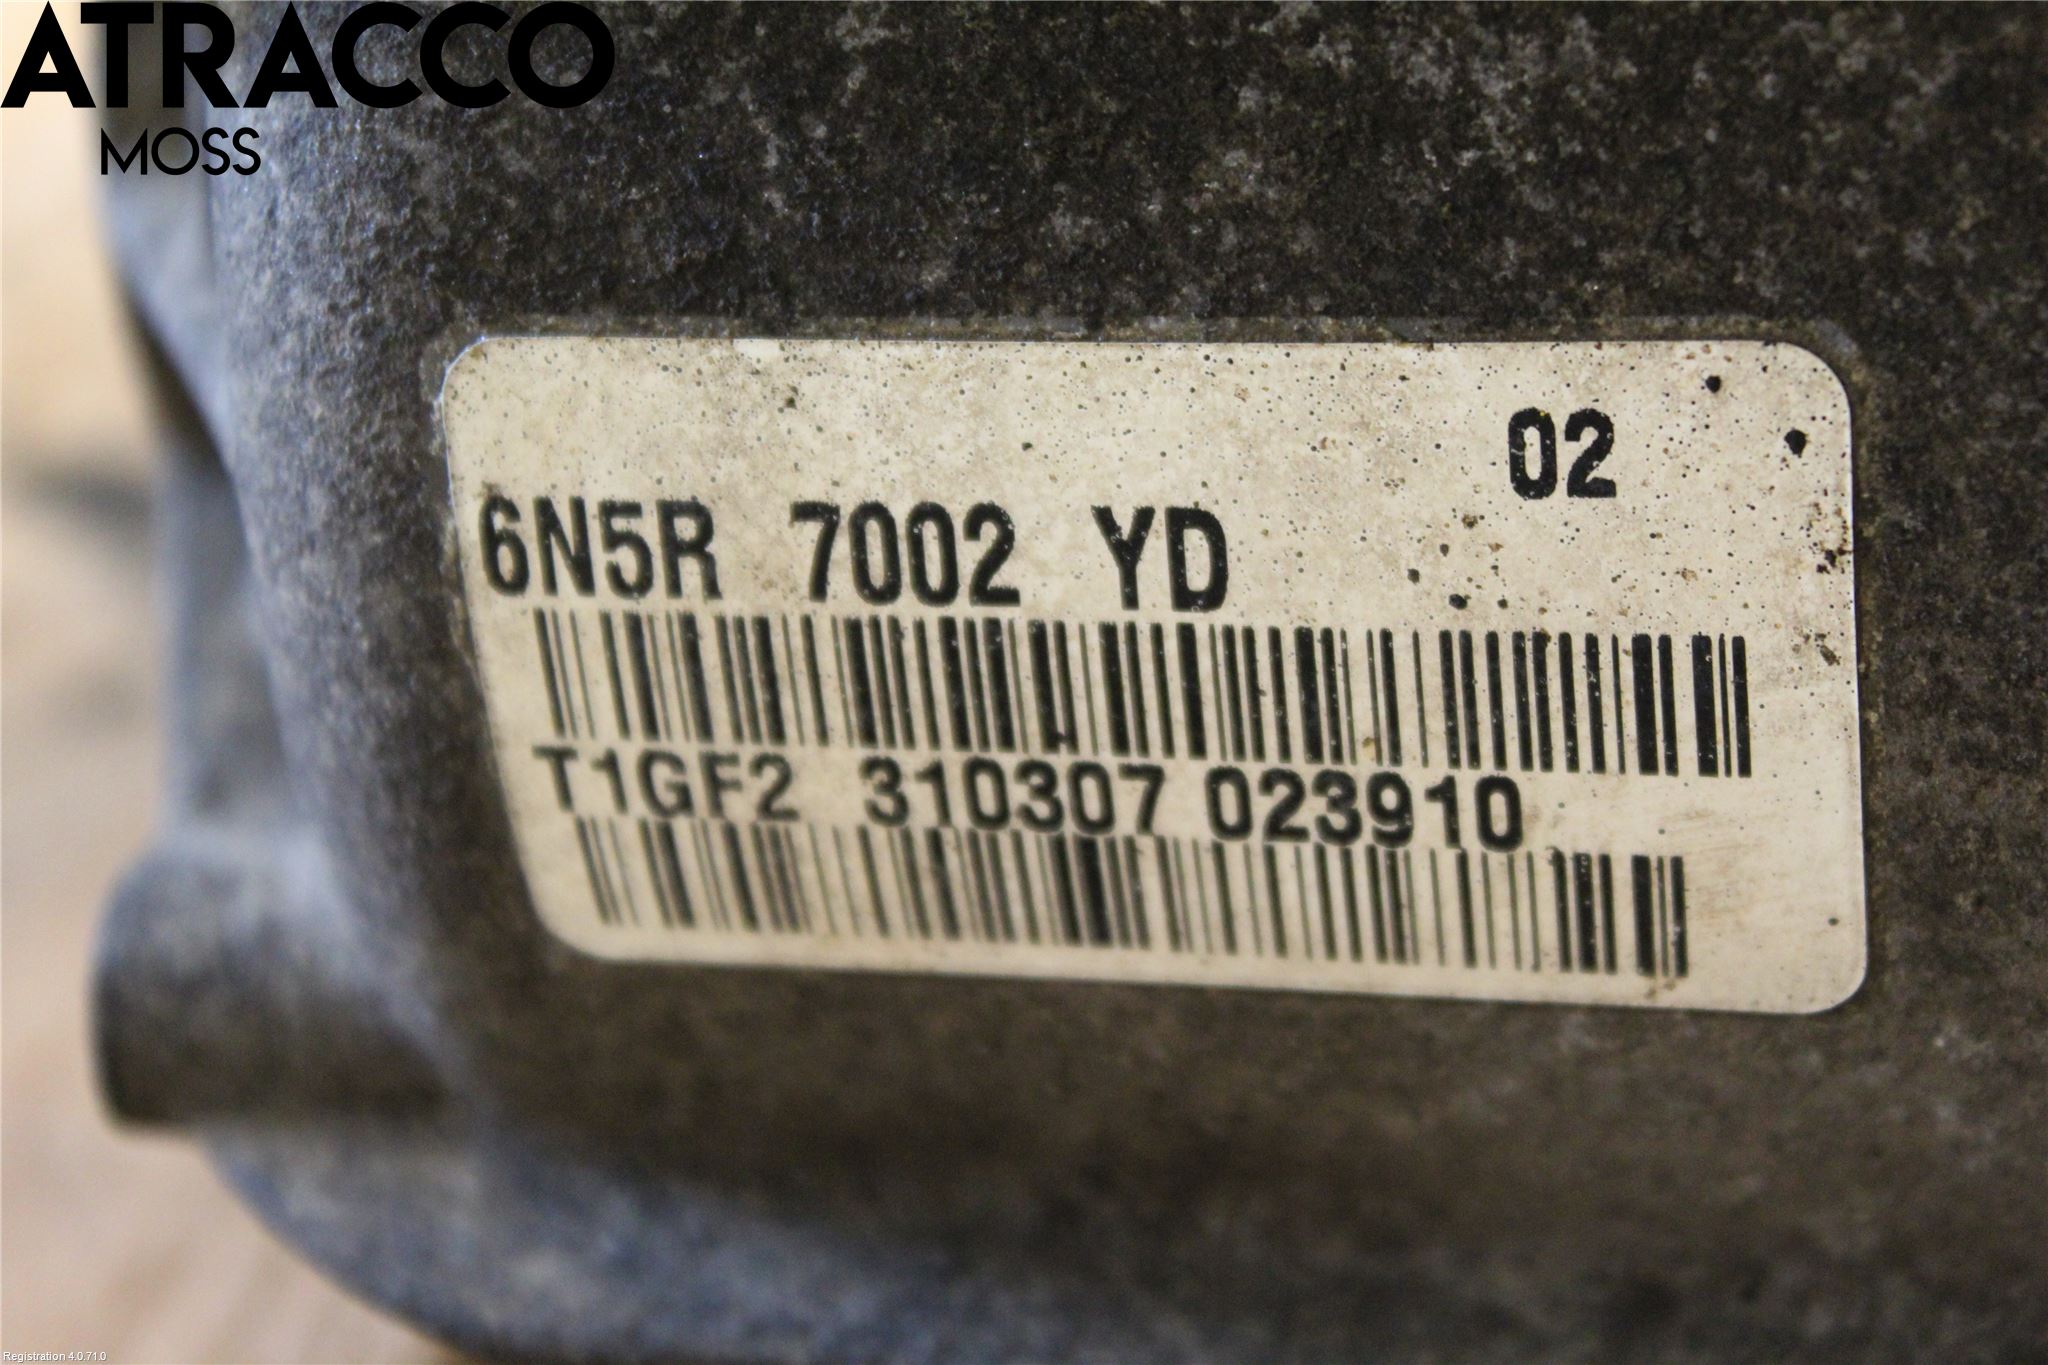 ATRACCO
MOSS
02
6N5R 7002 YD
T1GF2 310307 023910
Registration 4.0.71.0